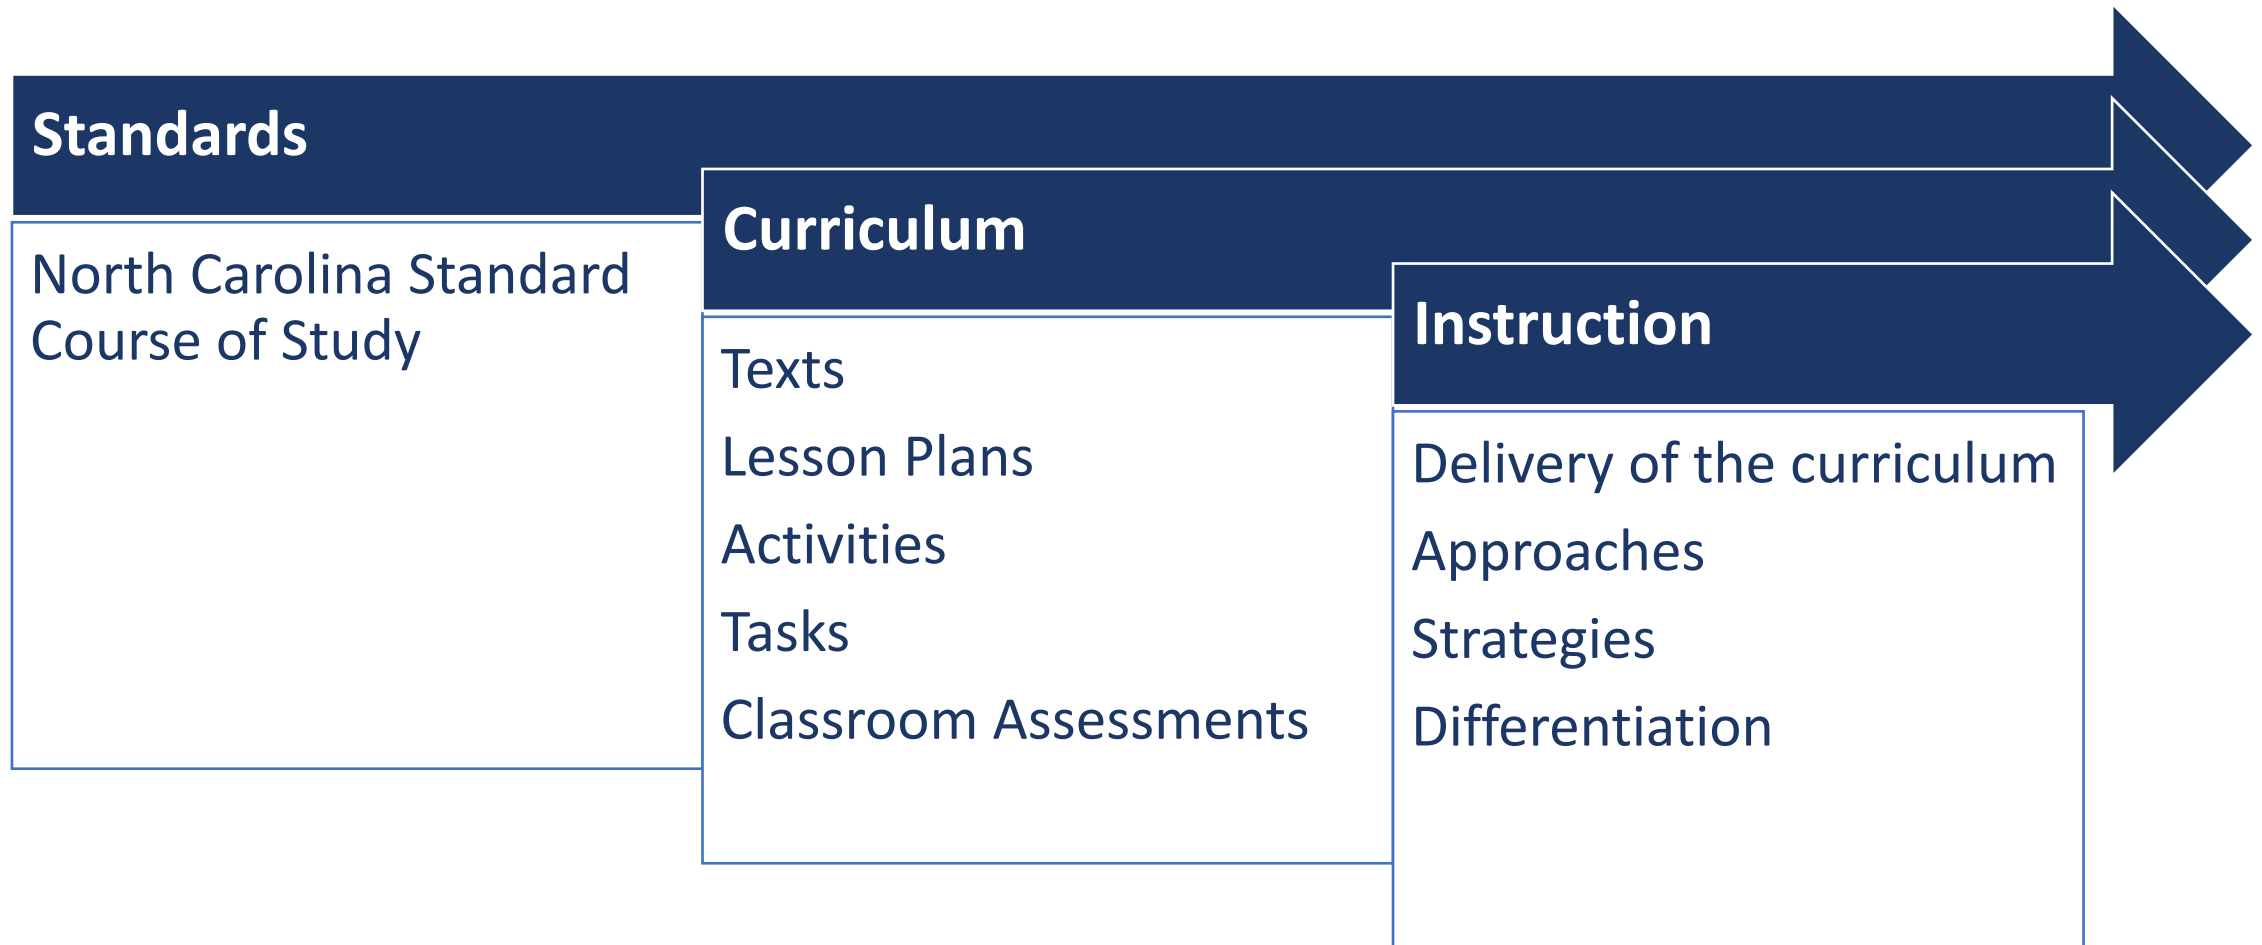 Standards
North Carolina Standard
Course of Study
Curriculum
Texts
Lesson Plans
Activities
Tasks
Classroom Assessments
Instruction
Delivery of the curriculum
Approaches
Strategies
Differentiation